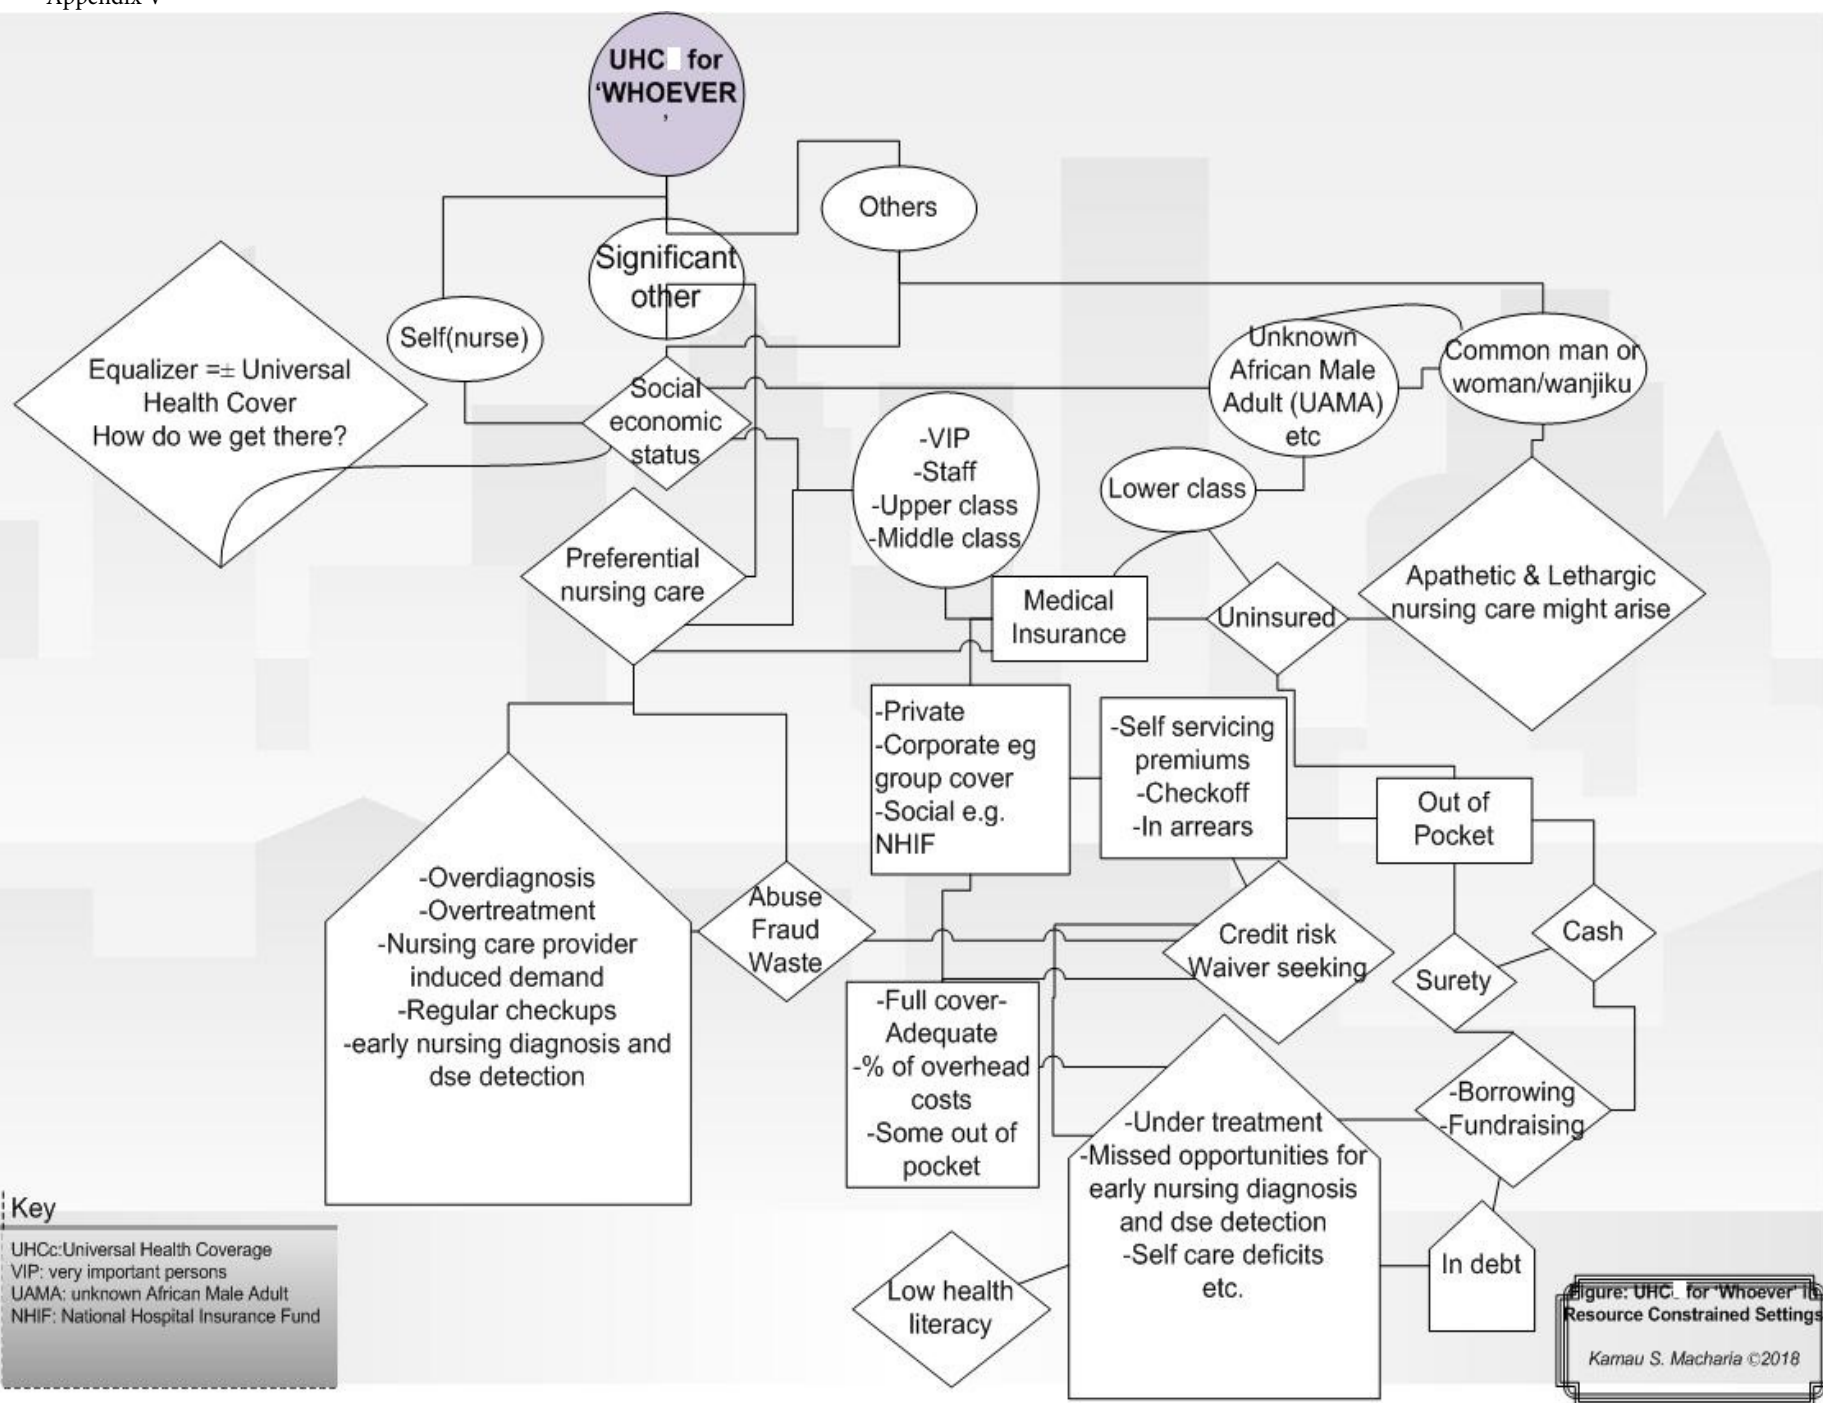 Appendix V
UHC for
'WHOEVER
'
Others
Significant
other
Self(nurse)
Equalizer =± Universal
Health Cover
How do we get there?
Social
economic
status
Unknown
African Male
Adult (UAMA)
etc
Common man or
woman/wanjiku
-VIP
-Staff
-Upper class
-Middle class
Lower class
Preferential
nursing care
Medical
Insurance
Uninsured
Apathetic & Lethargic
nursing care might arise
-Private
-Corporate eg
group cover
-Social e.g.
NHIF
-Self servicing
premiums
-Checkoff
-In arrears
Out of
Pocket
-Overdiagnosis
-Overtreatment
-Nursing care provider
induced demand
-Regular checkups
-early nursing diagnosis and
dse detection
Abuse
Fraud
Waste
Credit risk
Waiver seeking
Surety
Cash
-Full cover-
Adequate
-% of overhead
costs
-Some out of
pocket
-Borrowing
-Fundraising
-Under treatment
-Missed opportunities for
early nursing diagnosis
and dse detection
-Self care deficits
etc.
Low health
literacy
In debt
Key
UHCc:Universal Health Coverage
VIP: very important persons
UAMA: unknown African Male Adult
NHIF: National Hospital Insurance Fund
Figure: UHC for 'Whoever' in
Resource Constrained Settings
Kamau S. Macharia ©2018